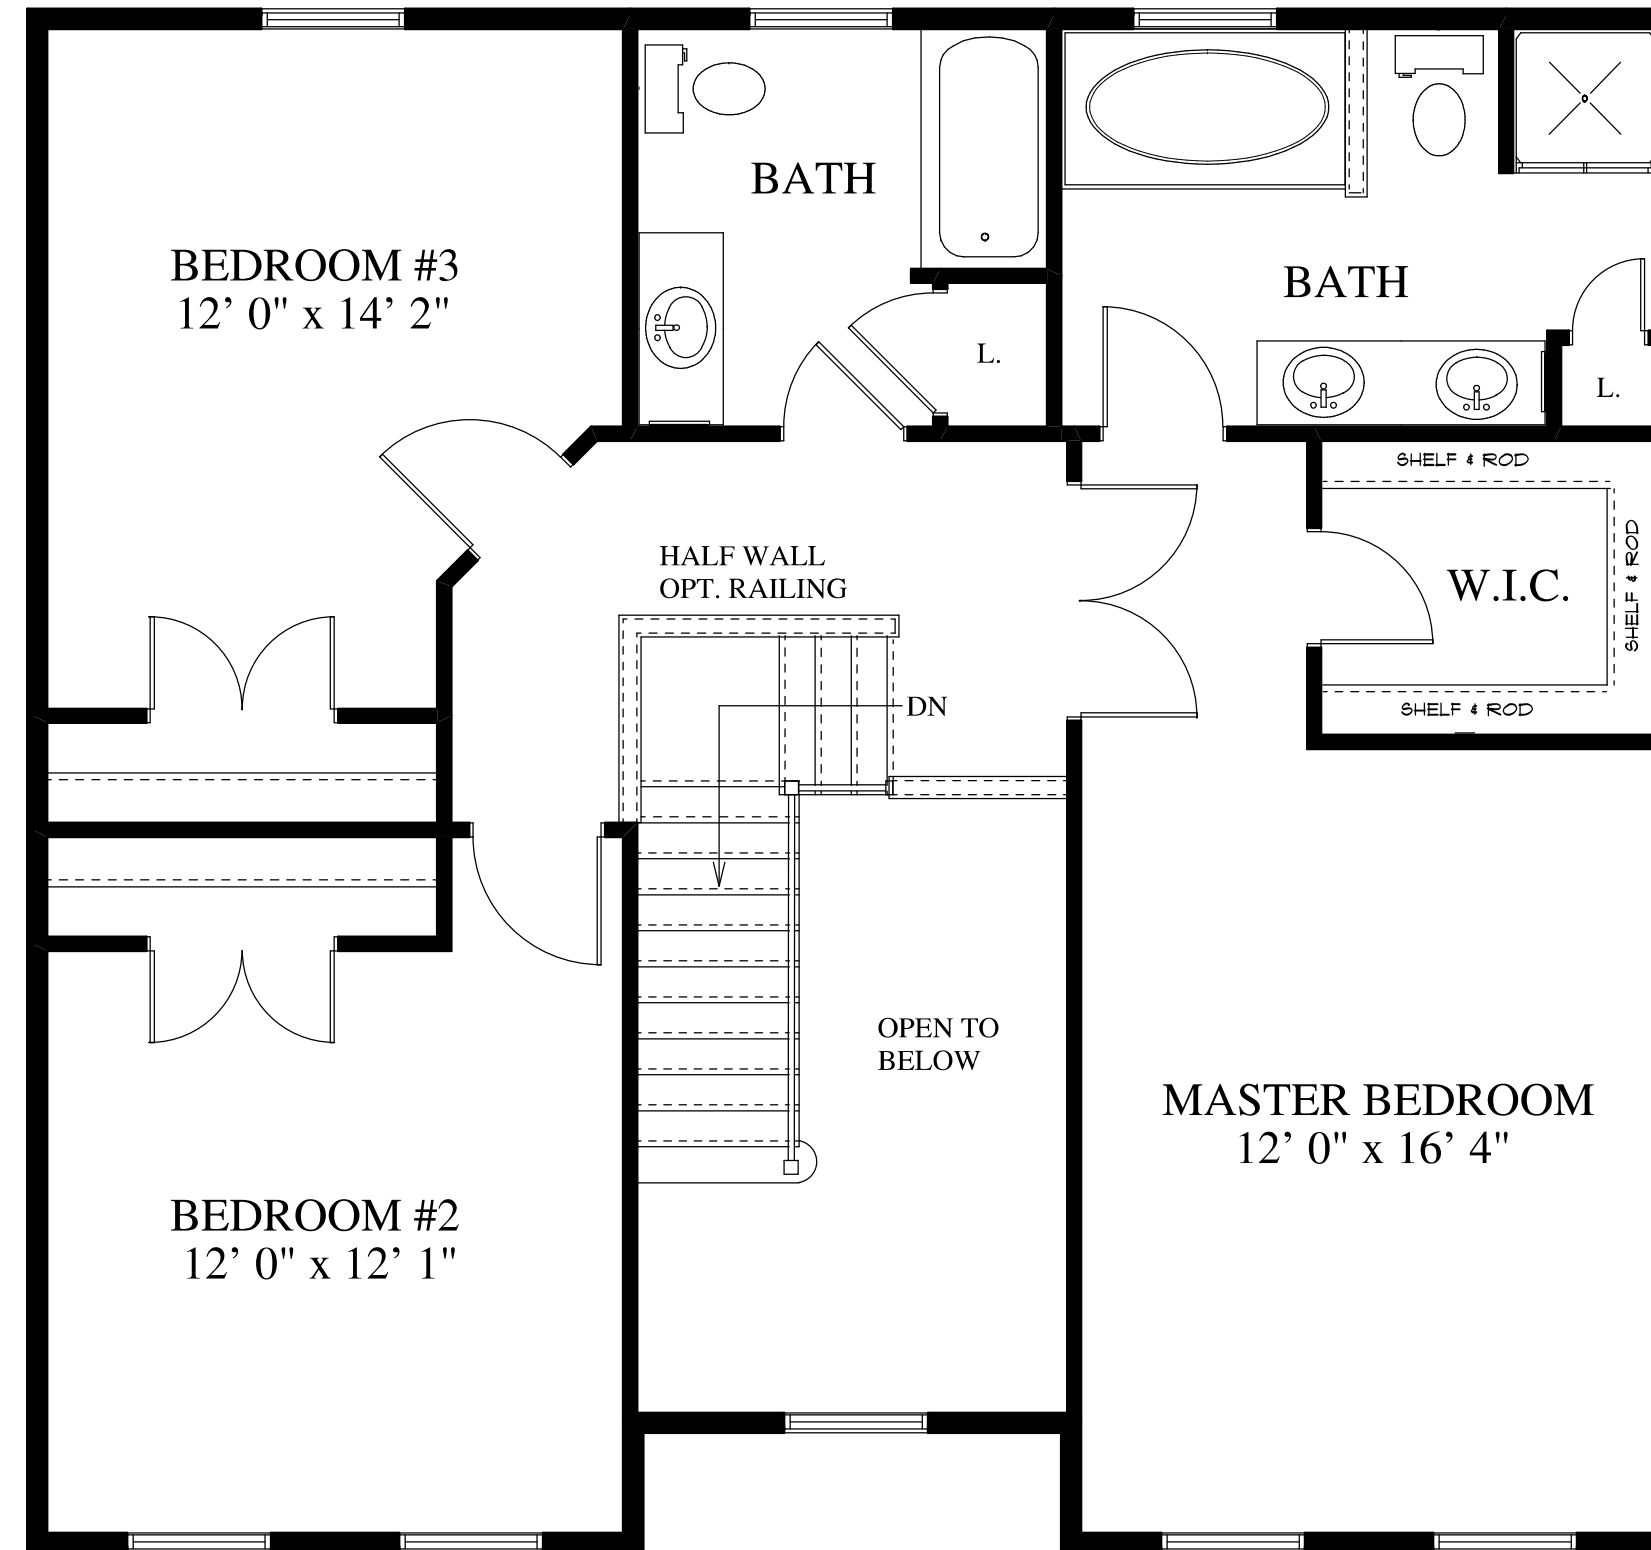 BATH
BEDROOM #3
12' 0" x 14' 2"
BATH
L.
L.
SHELF & ROD
HALF WALL
OPT. RAILING
W.I.C.
SHELF & ROD
DN
SHELF & ROD
OPEN TO
BELOW
MASTER BEDROOM
12' 0" x 16' 4"
BEDROOM #2
12' 0" x 12' 1"